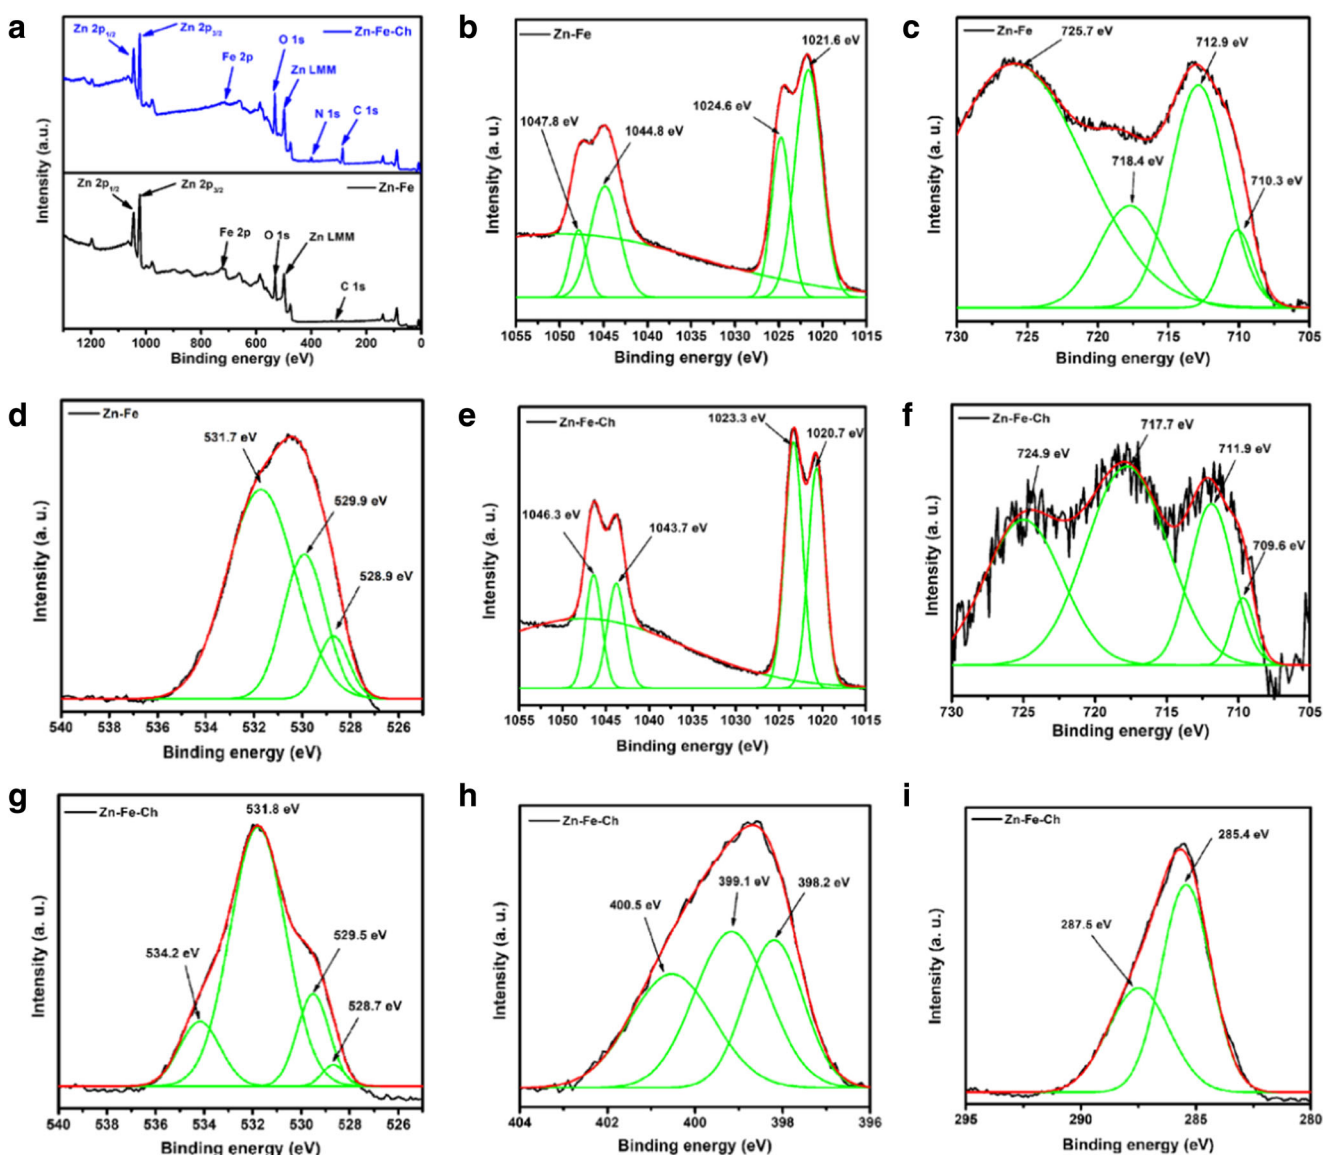 a
Zn 2p1/2
Zn 2p3/2
Zn-Fe-Ch
O 1s
Fe 2p
Zn LMM
N 1s
C 1s
Zn 2p1/2
Zn 2p3/2
Zn-Fe
Fe 2p
O 1s
Zn LMM
C 1s
Intensity (a.u.)
1200 1000 800 600 400 200 0
Binding energy (eV)
b
Zn-Fe
1021.6 eV
1024.6 eV
1047.8 eV
1044.8 eV
Intensity (a. u.)
1055 1050 1045 1040 1035 1030 1025 1020 1015
Binding energy (eV)
c
Zn-Fe
725.7 eV
712.9 eV
718.4 eV
710.3 eV
Intensity (a. u.)
730 725 720 715 710 705
Binding energy (eV)
d
Zn-Fe
531.7 eV
529.9 eV
528.9 eV
Intensity (a. u.)
540 538 536 534 532 530 528 526
Binding energy (eV)
e
Zn-Fe-Ch
1023.3 eV
1020.7 eV
1046.3 eV
1043.7 eV
Intensity (a. u.)
1055 1050 1045 1040 1035 1030 1025 1020 1015
Binding energy (eV)
f
Zn-Fe-Ch
717.7 eV
724.9 eV
711.9 eV
709.6 eV
Intensity (a. u.)
730 725 720 715 710 705
Binding energy (eV)
g
Zn-Fe-Ch
531.8 eV
534.2 eV
529.5 eV
528.7 eV
Intensity (a. u.)
540 538 536 534 532 530 528 526
Binding energy (eV)
h
Zn-Fe-Ch
400.5 eV
399.1 eV
398.2 eV
Intensity (a. u.)
404 402 400 398 396
Binding energy (eV)
i
Zn-Fe-Ch
285.4 eV
287.5 eV
Intensity (a. u.)
295 290 285 280
Binding energy (eV)